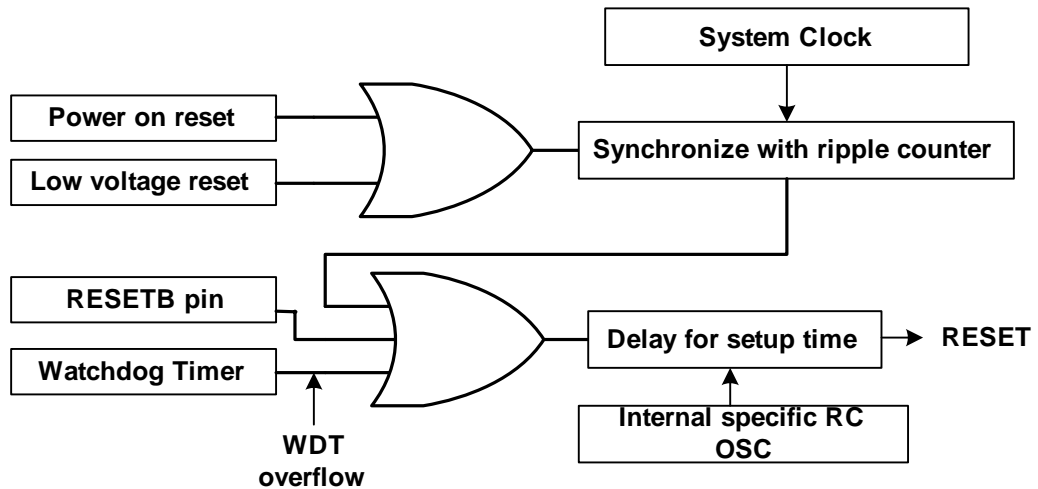 System Clock
Power on reset
Synchronize with ripple counter
Low voltage reset
RESETB pin
Delay for setup time
RESET
Watchdog Timer
Internal specific RC
OSC
WDT
overflow